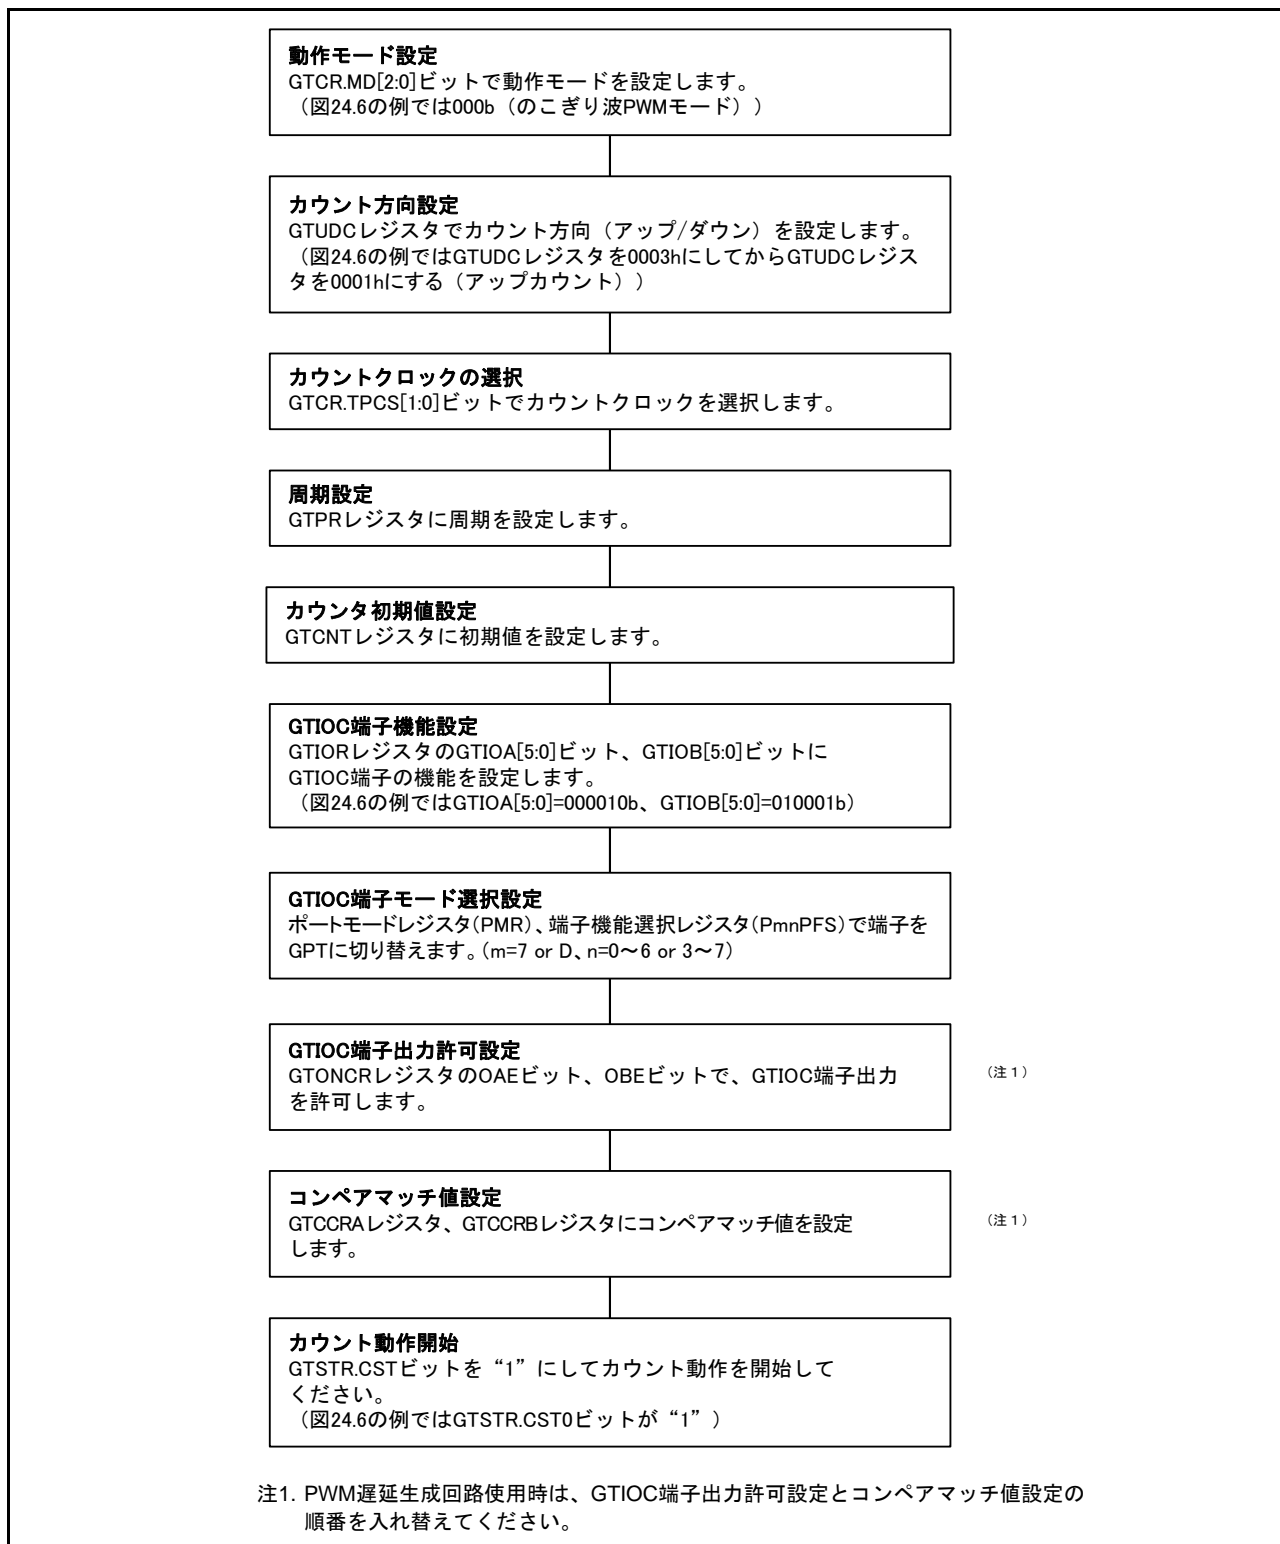 動作モード設定
GTCR.MD[2:0]ビットで動作モードを設定します。
（図24.6の例では000b（のこぎり波PWMモード））
カウント方向設定
GTUDCレジスタでカウント方向（アップ/ダウン）を設定します。
（図24.6の例ではGTUDCレジスタを0003hにしてからGTUDCレジス
タを0001hにする（アップカウント））
カウントクロックの選択
GTCR.TPCS[1:0]ビットでカウントクロックを選択します。
周期設定
GTPRレジスタに周期を設定します。
カウンタ初期値設定
GTCNTレジスタに初期値を設定します。
GTIOC端子機能設定
GTIORレジスタのGTIOA[5:0]ビット、GTIOB[5:0]ビットに
GTIOC端子の機能を設定します。
（図24.6の例ではGTIOA[5:0]=000010b、GTIOB[5:0]=010001b）
GTIOC端子モード選択設定
ポートモードレジスタ(PMR)、端子機能選択レジスタ(PmnPFS)で端子を
GPTに切り替えます。(m=7 or D、n=0～6 or 3～7)
GTIOC端子出力許可設定
GTONCRレジスタのOAEビット、OBEビットで、GTIOC端子出力
を許可します。
（注１）
コンペアマッチ値設定
GTCCRAレジスタ、GTCCRBレジスタにコンペアマッチ値を設定
します。
（注１）
カウント動作開始
GTSTR.CSTビットを“1”にしてカウント動作を開始して
ください。
（図24.6の例ではGTSTR.CST0ビットが“1”）
注1. PWM遅延生成回路使用時は、GTIOC端子出力許可設定とコンペアマッチ値設定の
順番を入れ替えてください。